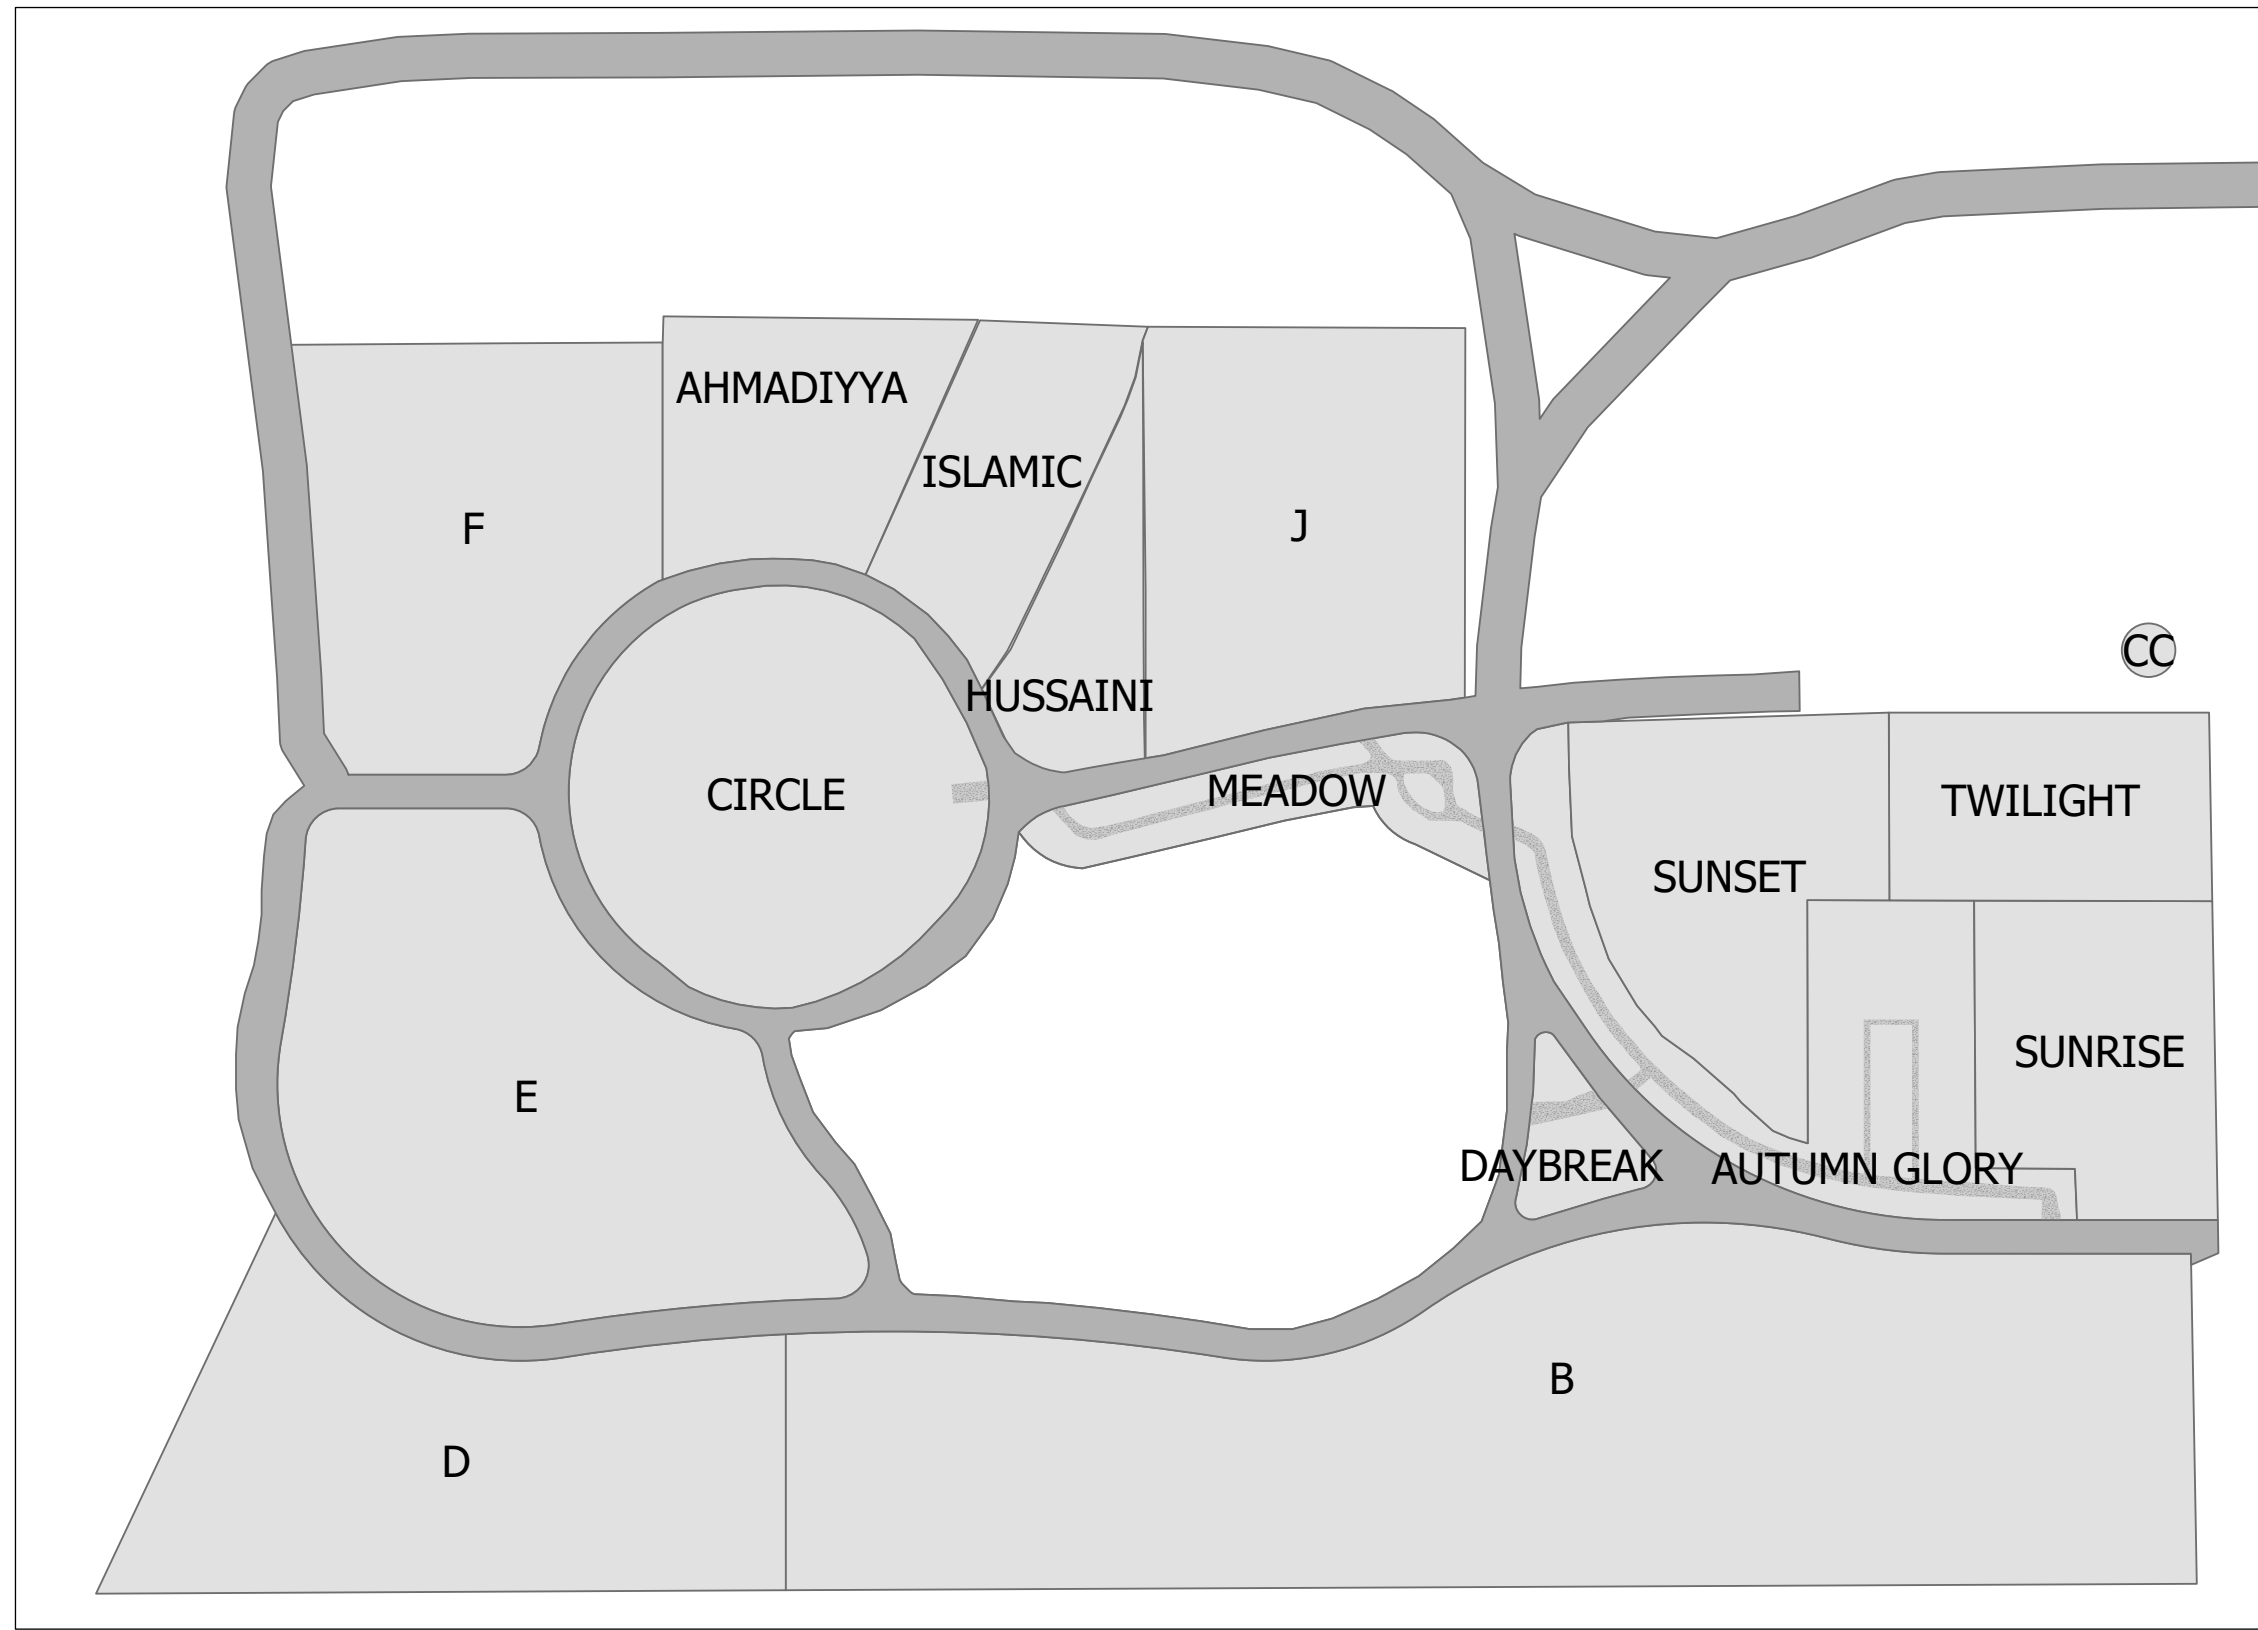 AHMADIYYA
ISLAMIC
F
J
CC
HUSSAINI
CIRCLE
MEADOW
TWILIGHT
SUNSET
SUNRISE
E
DAYBREAK
AUTUMN GLORY
B
D